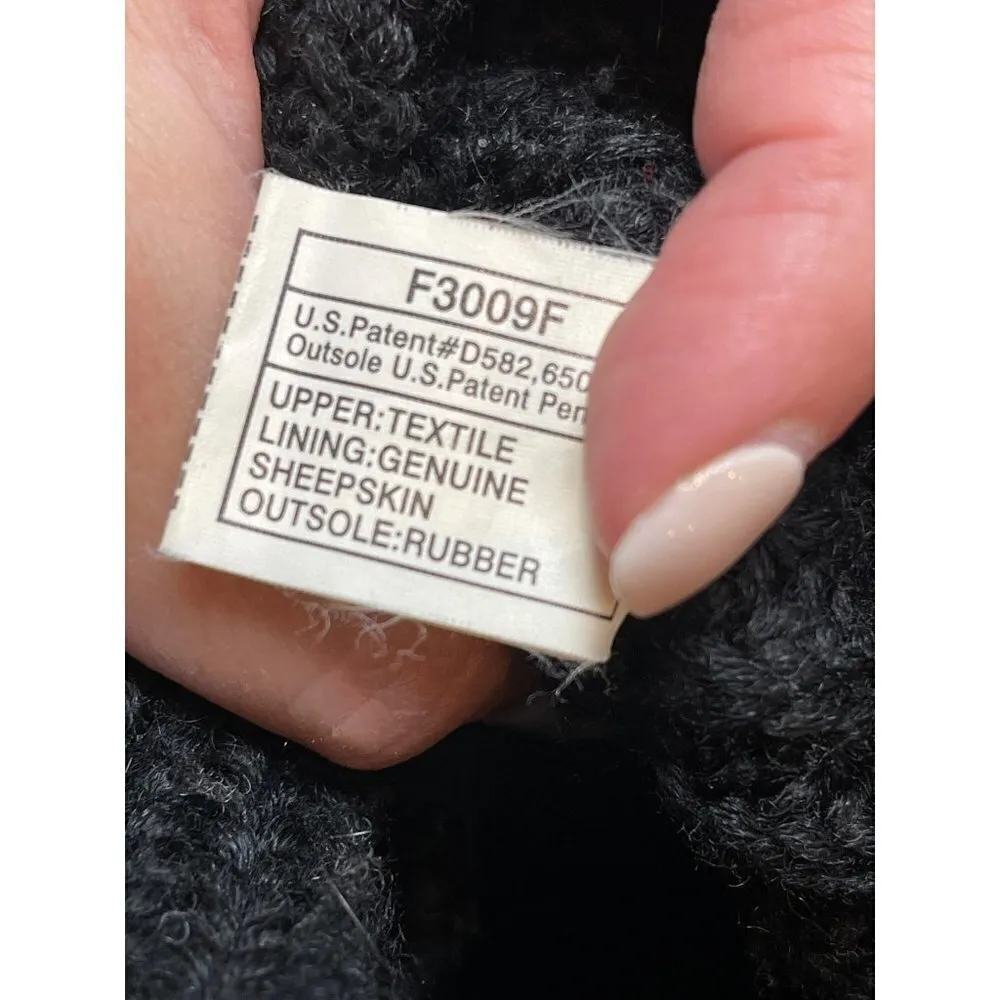 F3009F
U.S.Patent#D582,650
Outsole U.S.Patent
UPPER:TEXTILE
LINING:GENUINE
SHEEPSKIN
OUTSOLE:RUBBER